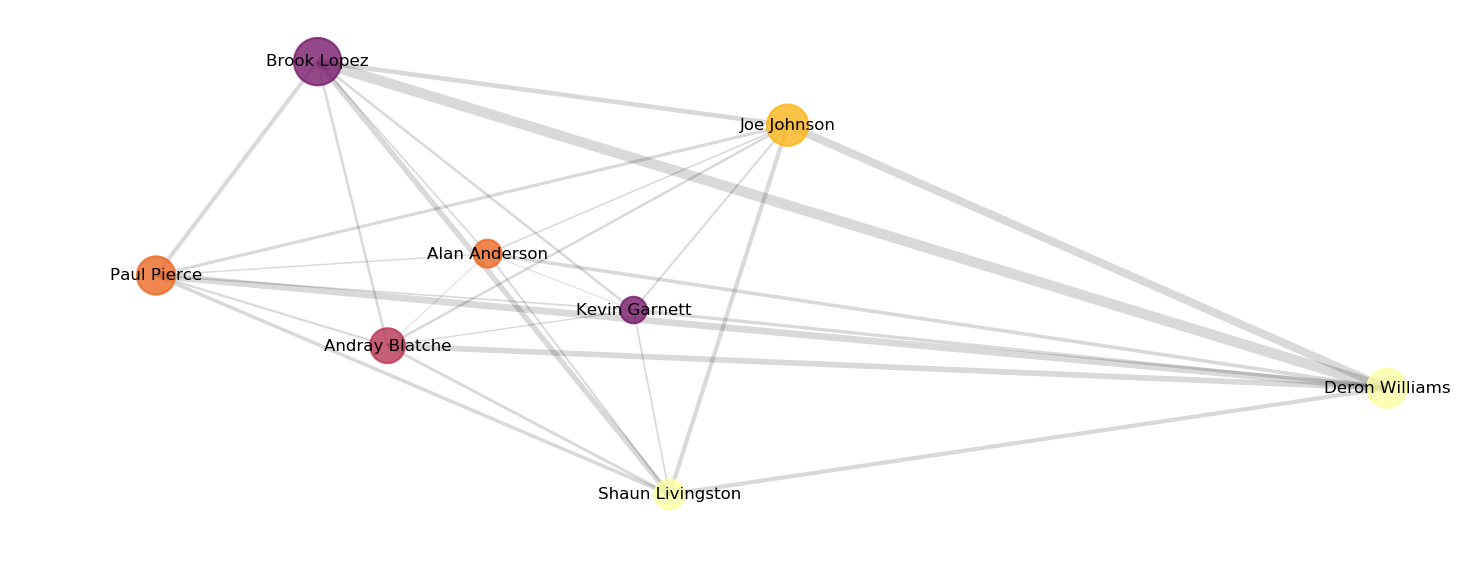 Brook Lopez
Joe Johnson
Alan Anderson
Paul Pierce
Kevin Garnett
Andray Blatche
Deron Williams
Shaun Livingston